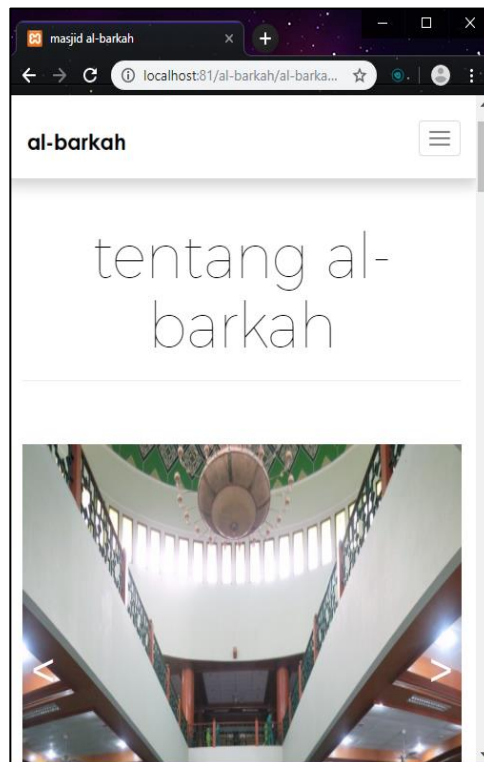 masjid al-barkah
localhost:81/al-barkah/al-barka...
al-barkah
tentang al-
barkah
< >